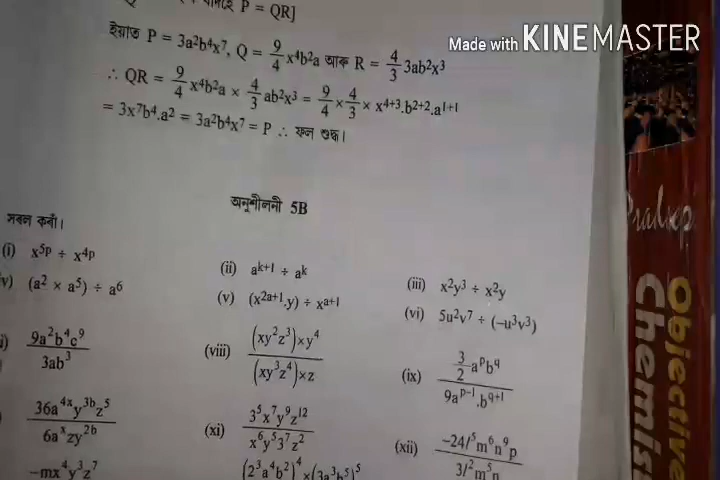 P = QR]
Made with KINEMASTER
ইয়াত P = 3a²b⁴x⁷, Q = 9/4 x⁴b²a আৰু R = 4/3 3ab²x³
∴ QR = 9/4 x⁴b²a × 4/3 ab²x³ = 9/4 × 4/3 × x⁴⁺³.b²⁺².a¹⁺¹
= 3x⁷b⁴.a² = 3a²b⁴x⁷ = P ∴ ফল শুদ্ধ।
অনুশীলনী 5B
সৰল কৰাঁ।
(i) x⁵ᵖ ÷ x⁴ᵖ
(ii) aᵏ⁺¹ ÷ aᵏ
(iii) x²y³ ÷ x²y
v) (a² × a⁵) ÷ a⁶
(v) (x²ᵃ⁺¹.y) ÷ xᵃ⁺¹
(vi) 5u²v⁷ ÷ (-u³v³)
i) 9a²b⁴c⁹ / 3ab³
(viii) (xy²z³)×y⁴ / (xy³z⁴)×z
(ix) 3/2 aᵖb^q / 9aᵖ⁻¹.b^(q+1)
36a⁴ˣy³ᵇz⁵ / 6aˣzy²ᵇ
(xi) 3⁵x⁷y⁹z¹² / x⁶y⁵3⁷z²
(xii) -24l⁵m⁶n⁹p / 3l²m⁵n
-mx⁴y³z⁷
(2³a⁴b²)⁴ × (3a³b⁵)⁵
Pradeep
Objective
Chemis